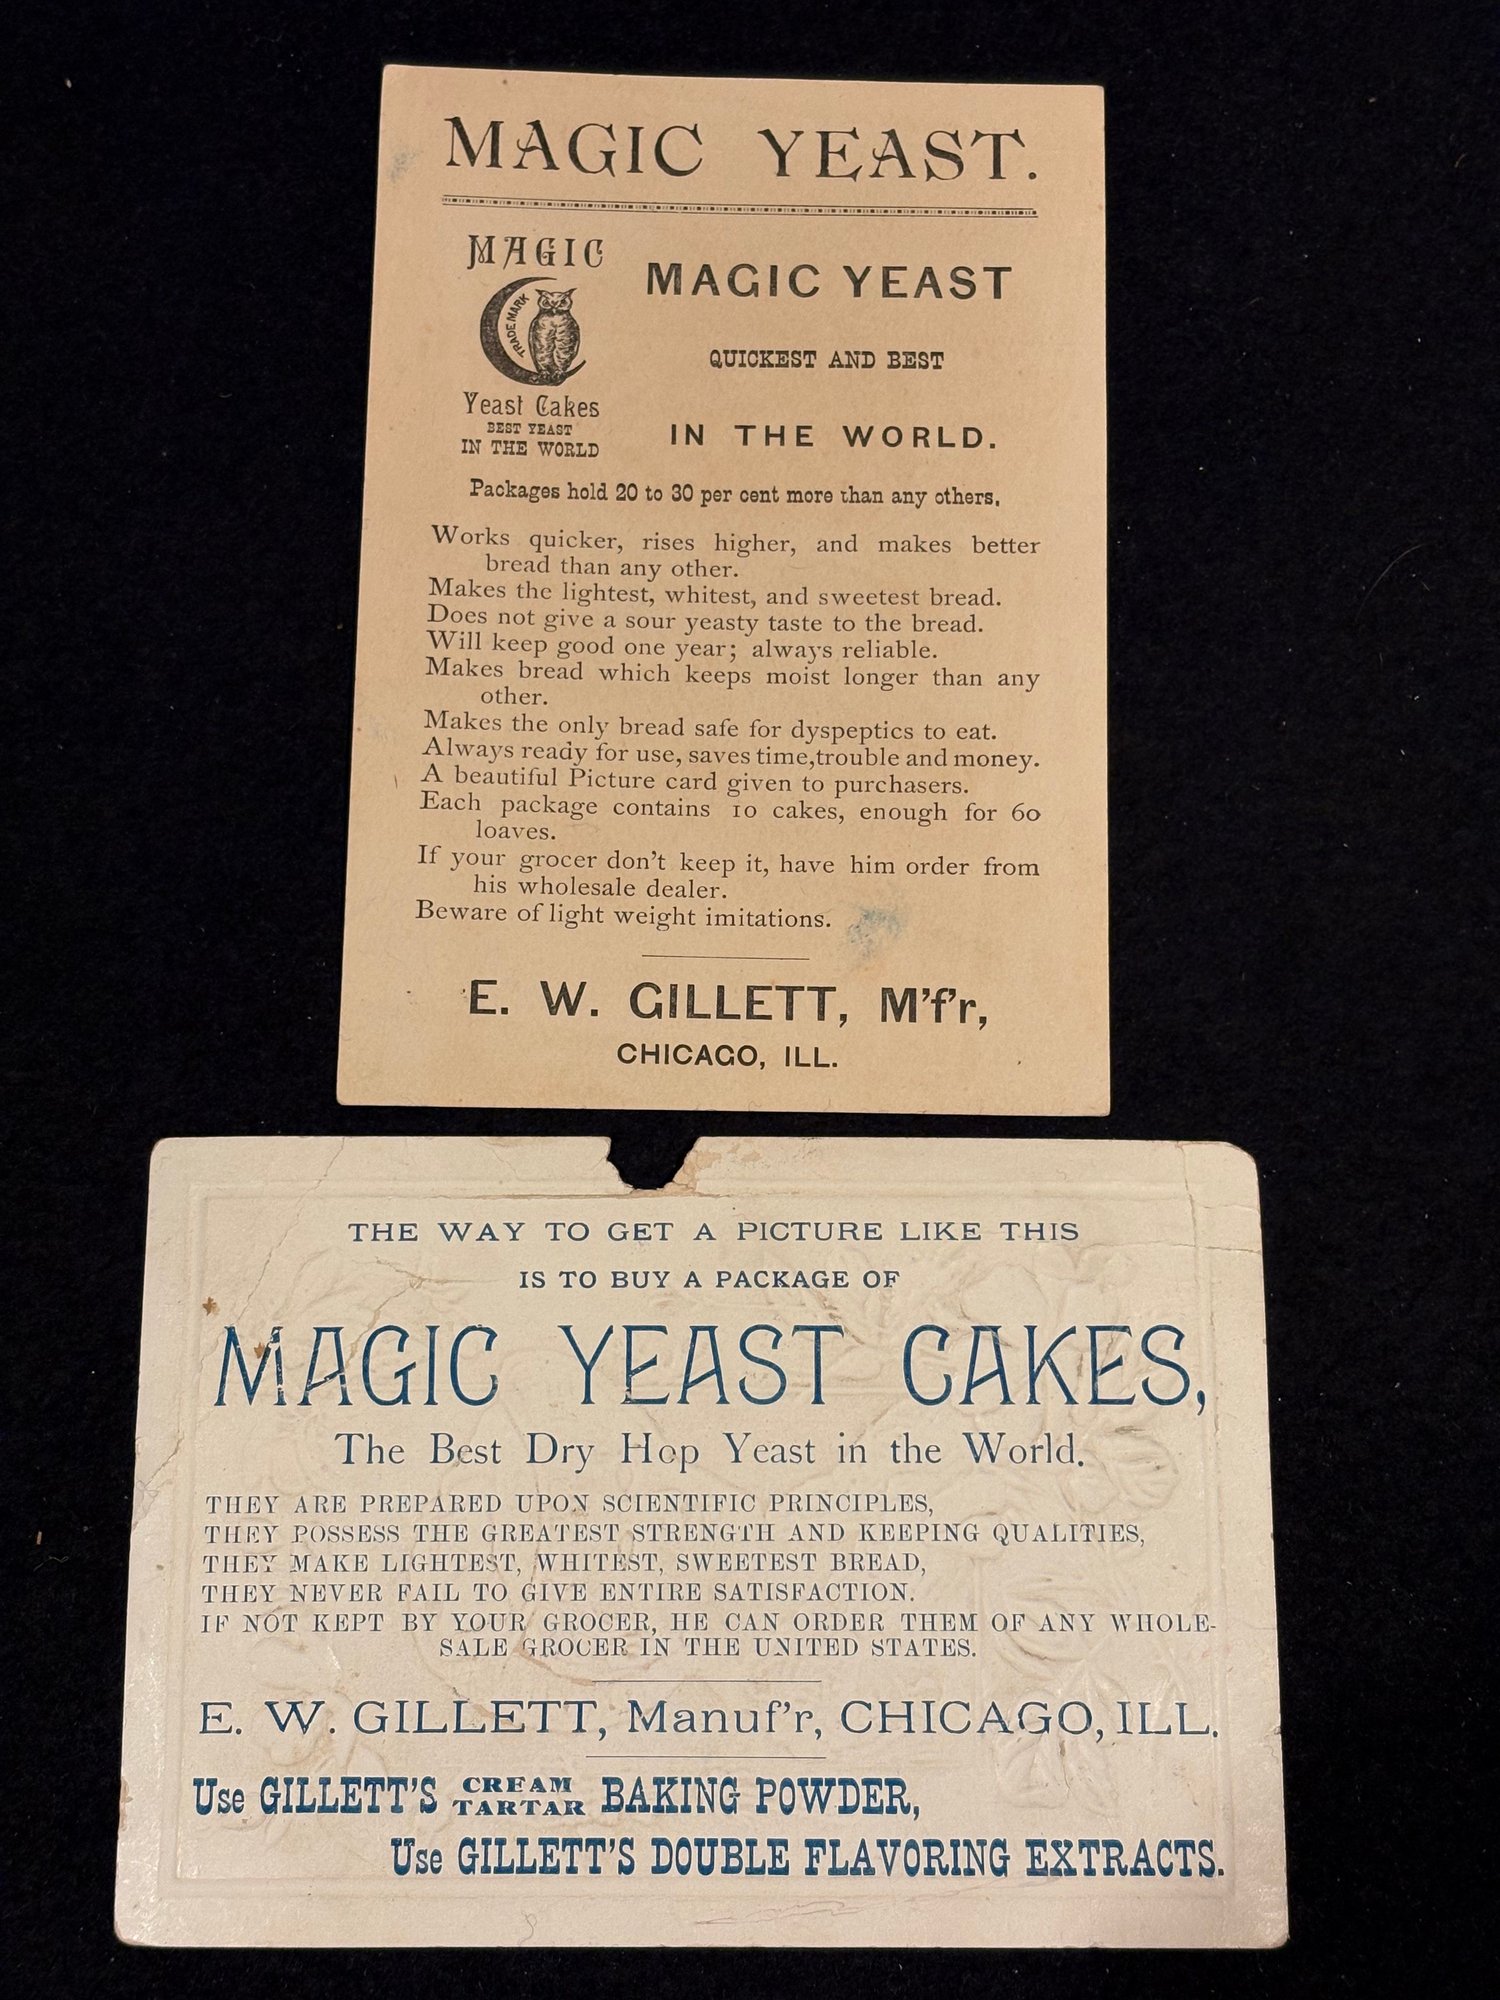 MAGIC YEAST.
MAGIC
TRADE MARK
Yeast Cakes
BEST YEAST
IN THE WORLD
MAGIC YEAST
QUICKEST AND BEST
IN THE WORLD.
Packages hold 20 to 30 per cent more than any others.
Works quicker, rises higher, and makes better
bread than any other.
Makes the lightest, whitest, and sweetest bread.
Does not give a sour yeasty taste to the bread.
Will keep good one year; always reliable.
Makes bread which keeps moist longer than any
other.
Makes the only bread safe for dyspeptics to eat.
Always ready for use, saves time,trouble and money.
A beautiful Picture card given to purchasers.
Each package contains 10 cakes, enough for 60
loaves.
If your grocer don't keep it, have him order from
his wholesale dealer.
Beware of light weight imitations.
E. W. GILLETT, M'f'r,
CHICAGO, ILL.
THE WAY TO GET A PICTURE LIKE THIS
IS TO BUY A PACKAGE OF
MAGIC YEAST CAKES,
The Best Dry Hop Yeast in the World.
THEY ARE PREPARED UPON SCIENTIFIC PRINCIPLES,
THEY POSSESS THE GREATEST STRENGTH AND KEEPING QUALITIES,
THEY MAKE LIGHTEST, WHITEST, SWEETEST BREAD,
THEY NEVER FAIL TO GIVE ENTIRE SATISFACTION.
IF NOT KEPT BY YOUR GROCER, HE CAN ORDER THEM OF ANY WHOLE-
SALE GROCER IN THE UNITED STATES.
E. W. GILLETT, Manuf'r, CHICAGO, ILL.
Use GILLETT'S CREAM TARTAR BAKING POWDER,
Use GILLETT'S DOUBLE FLAVORING EXTRACTS.